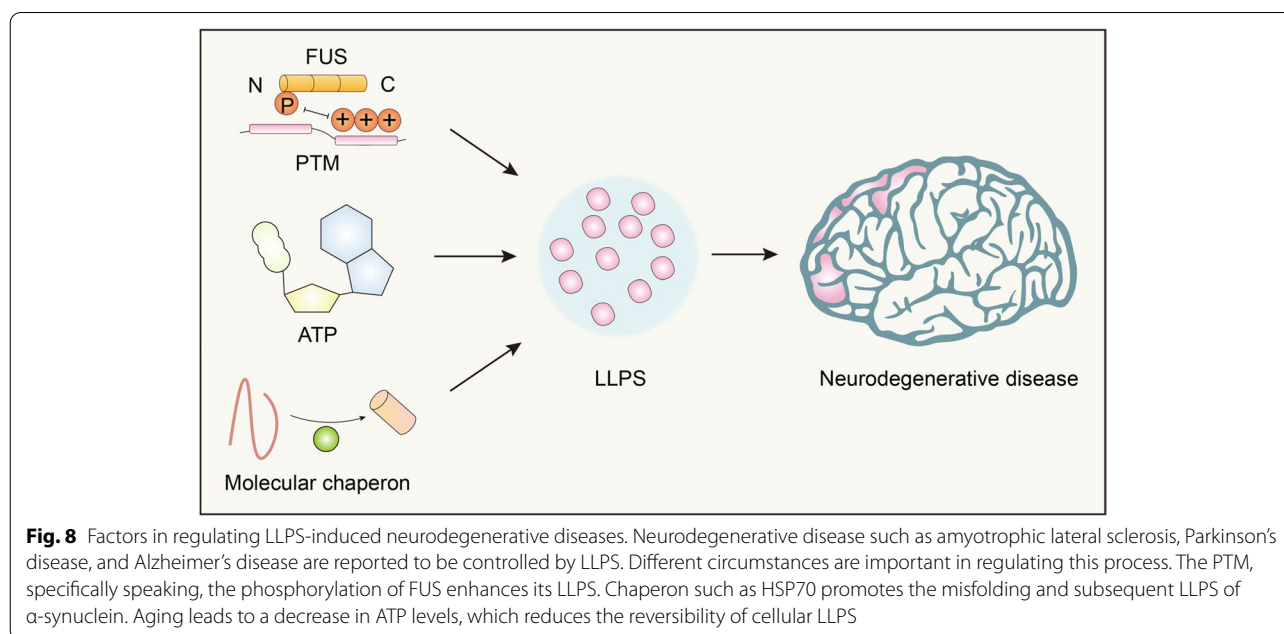 FUS
N
C
P
+ + +
PTM
ATP
LLPS
Neurodegenerative disease
Molecular chaperon
Fig. 8 Factors in regulating LLPS-induced neurodegenerative diseases. Neurodegenerative disease such as amyotrophic lateral sclerosis, Parkinson's
disease, and Alzheimer's disease are reported to be controlled by LLPS. Different circumstances are important in regulating this process. The PTM,
specifically speaking, the phosphorylation of FUS enhances its LLPS. Chaperon such as HSP70 promotes the misfolding and subsequent LLPS of
α-synuclein. Aging leads to a decrease in ATP levels, which reduces the reversibility of cellular LLPS